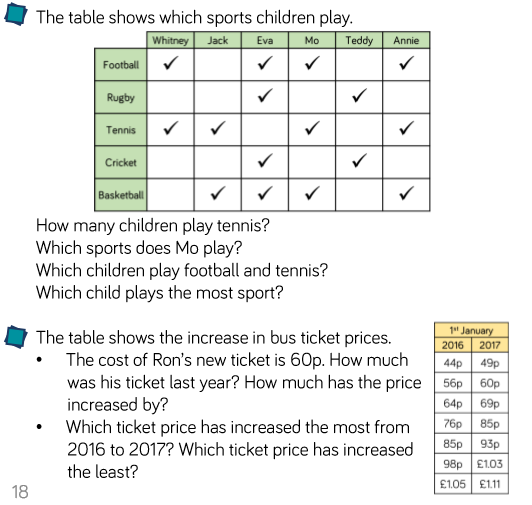 The table shows which sports children play.
Whitney Jack Eva Mo Teddy Annie
Football ✓ ✓ ✓ ✓
Rugby ✓ ✓
Tennis ✓ ✓ ✓ ✓
Cricket ✓ ✓
Basketball ✓ ✓ ✓ ✓
How many children play tennis?
Which sports does Mo play?
Which children play football and tennis?
Which child plays the most sport?
The table shows the increase in bus ticket prices.
• The cost of Ron's new ticket is 60p. How much
was his ticket last year? How much has the price
increased by?
• Which ticket price has increased the most from
2016 to 2017? Which ticket price has increased
the least?
1st January
2016 2017
44p 49p
56p 60p
64p 69p
76p 85p
85p 93p
98p £1.03
£1.05 £1.11
18